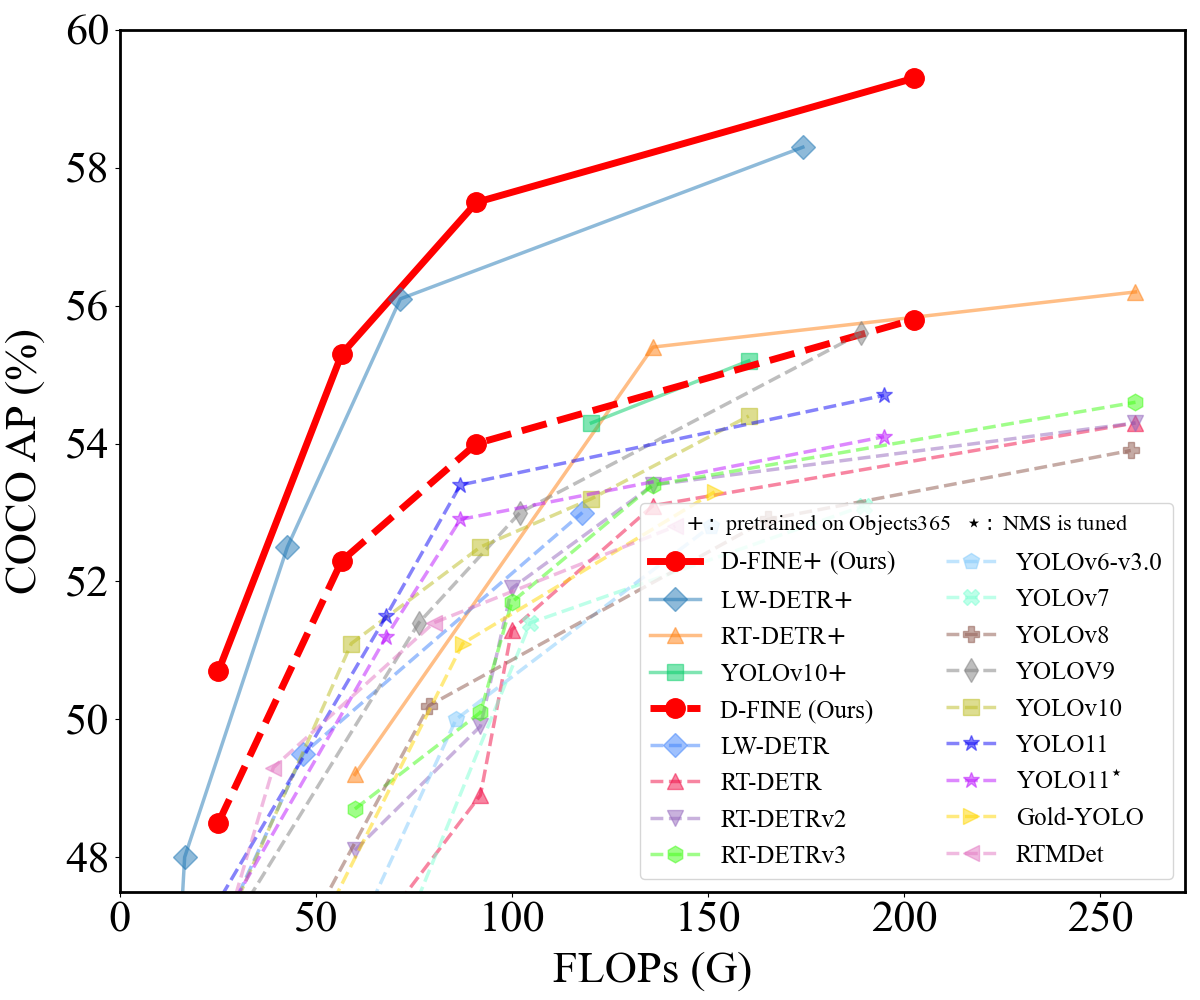 60
58
56
54
52
50
48
COCO AP (%)
+ : pretrained on Objects365 ⋆ : NMS is tuned
D-FINE+ (Ours)
LW-DETR+
RT-DETR+
YOLOv10+
D-FINE (Ours)
LW-DETR
RT-DETR
RT-DETRv2
RT-DETRv3
YOLOv6-v3.0
YOLOv7
YOLOv8
YOLOV9
YOLOv10
YOLO11
YOLO11⋆
Gold-YOLO
RTMDet
0 50 100 150 200 250
FLOPs (G)